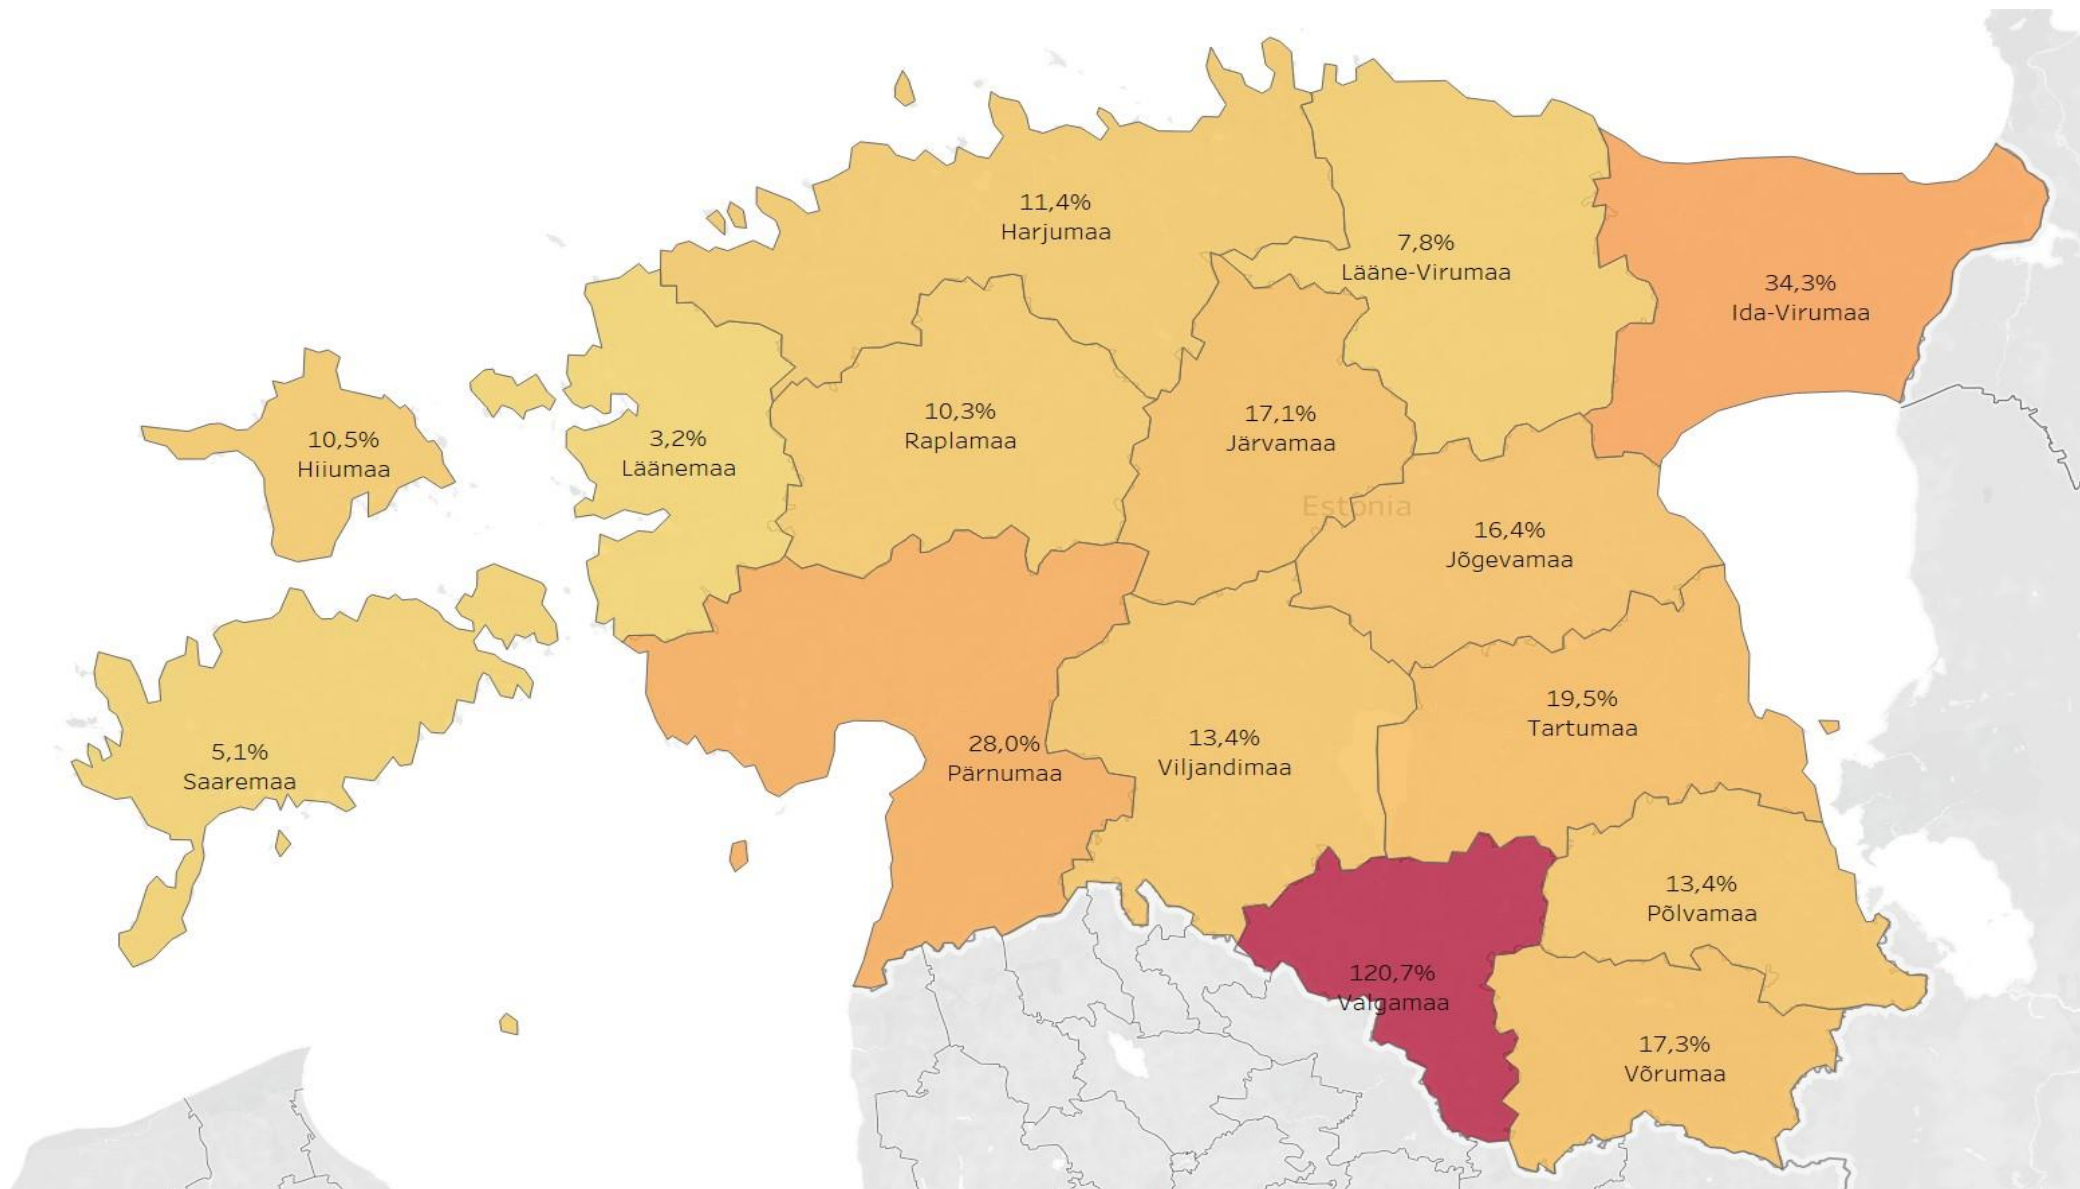 11,4%
Harjumaa
7,8%
Lääne-Virumaa
34,3%
Ida-Virumaa
10,5%
Hiiumaa
3,2%
Läänemaa
10,3%
Raplamaa
17,1%
Järvamaa
Estonia
16,4%
Jõgevamaa
5,1%
Saaremaa
28,0%
Pärnumaa
13,4%
Viljandimaa
19,5%
Tartumaa
13,4%
Põlvamaa
120,7%
Valgamaa
17,3%
Võrumaa